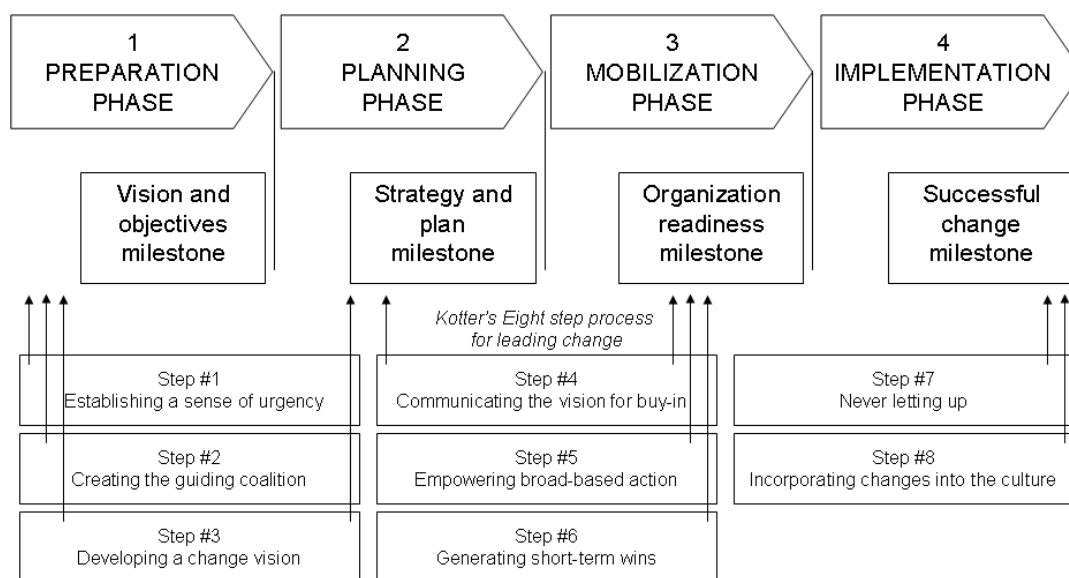 1
PREPARATION
PHASE
2
PLANNING
PHASE
3
MOBILIZATION
PHASE
4
IMPLEMENTATION
PHASE
Vision and
objectives
milestone
Strategy and
plan
milestone
Organization
readiness
milestone
Successful
change
milestone
Kotter's Eight step process
for leading change
Step #1
Establishing a sense of urgency
Step #2
Creating the guiding coalition
Step #3
Developing a change vision
Step #4
Communicating the vision for buy-in
Step #5
Empowering broad-based action
Step #6
Generating short-term wins
Step #7
Never letting up
Step #8
Incorporating changes into the culture